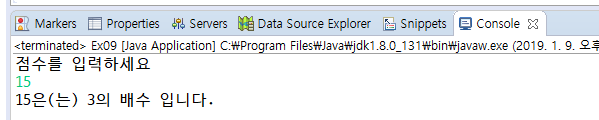 Markers Properties Servers Data Source Explorer Snippets Console
<terminated> Ex09 [Java Application] C:￦Program Files￦Java￦jdk1.8.0_131￦bin￦javaw.exe (2019. 1. 9. 오후
점수를 입력하세요
15
15은(는) 3의 배수 입니다.